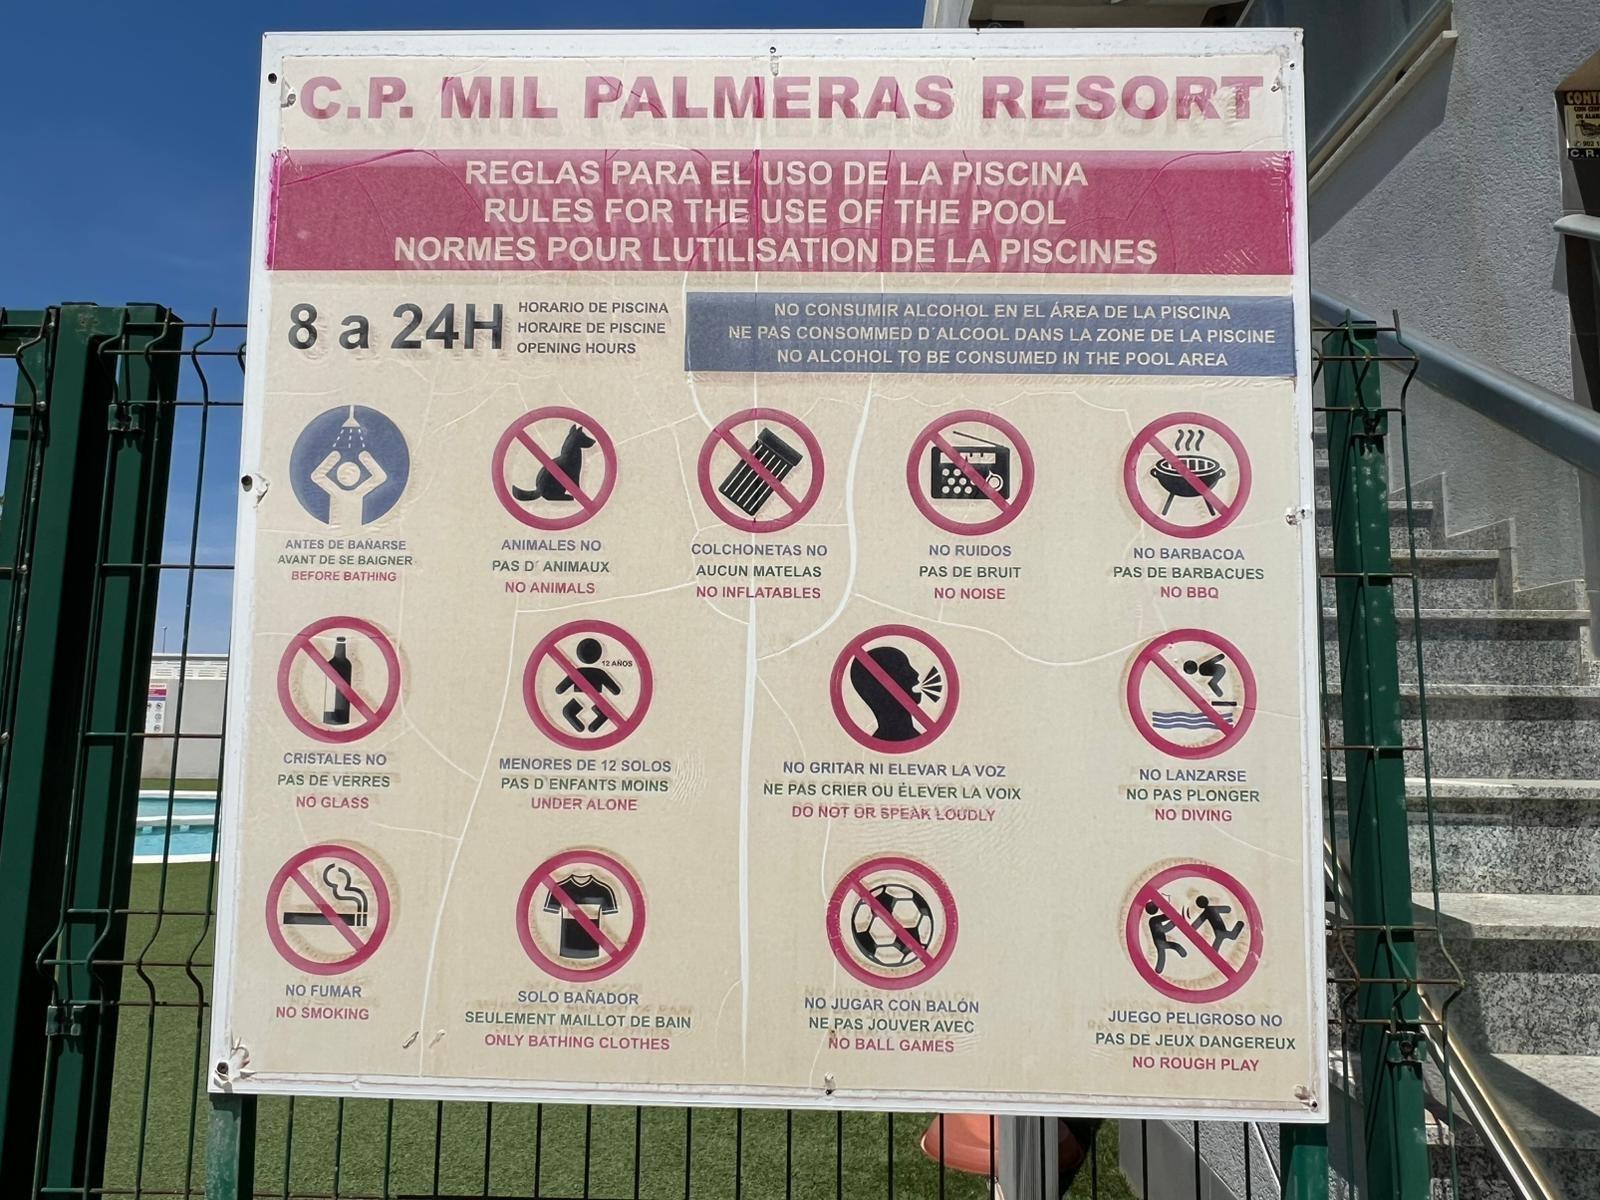 C.P. MIL PALMERAS RESORT
REGLAS PARA EL USO DE LA PISCINA
RULES FOR THE USE OF THE POOL
NORMES POUR LUTILISATION DE LA PISCINES
8 a 24H
HORARIO DE PISCINA
HORAIRE DE PISCINE
OPENING HOURS
NO CONSUMIR ALCOHOL EN EL ÁREA DE LA PISCINA
NE PAS CONSOMMED D´ALCOOL DANS LA ZONE DE LA PISCINE
NO ALCOHOL TO BE CONSUMED IN THE POOL AREA
ANTES DE BAÑARSE
AVANT DE SE BAIGNER
BEFORE BATHING
ANIMALES NO
PAS D´ ANIMAUX
NO ANIMALS
COLCHONETAS NO
AUCUN MATELAS
NO INFLATABLES
NO RUIDOS
PAS DE BRUIT
NO NOISE
NO BARBACOA
PAS DE BARBACUES
NO BBQ
CRISTALES NO
PAS DE VERRES
NO GLASS
12 AÑOS
MENORES DE 12 SOLOS
PAS D´ENFANTS MOINS
UNDER ALONE
NO GRITAR NI ELEVAR LA VOZ
NE PAS CRIER OU ÉLEVER LA VOIX
DO NOT OR SPEAK LOUDLY
NO LANZARSE
NO PAS PLONGER
NO DIVING
NO FUMAR
NO SMOKING
SOLO BAÑADOR
SEULEMENT MAILLOT DE BAIN
ONLY BATHING CLOTHES
NO JUGAR CON BALÓN
NE PAS JOUVER AVEC
NO BALL GAMES
JUEGO PELIGROSO NO
PAS DE JEUX DANGEREUX
NO ROUGH PLAY